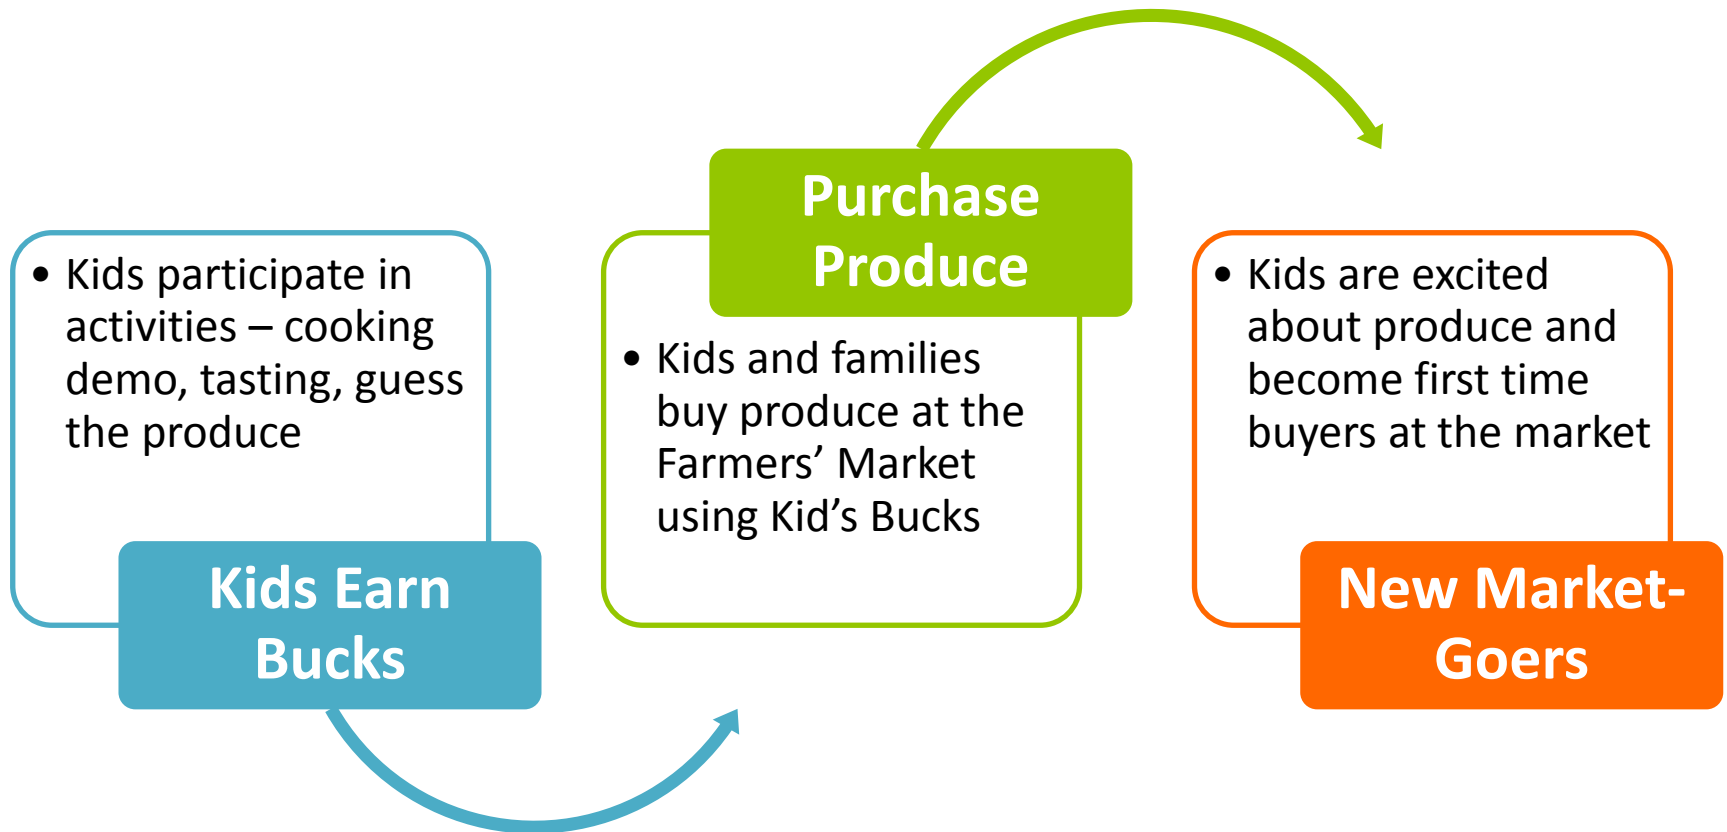 • Kids participate in
activities – cooking
demo, tasting, guess
the produce
Kids Earn
Bucks
Purchase
Produce
• Kids and families
buy produce at the
Farmers’ Market
using Kid’s Bucks
• Kids are excited
about produce and
become first time
buyers at the market
New Market-
Goers